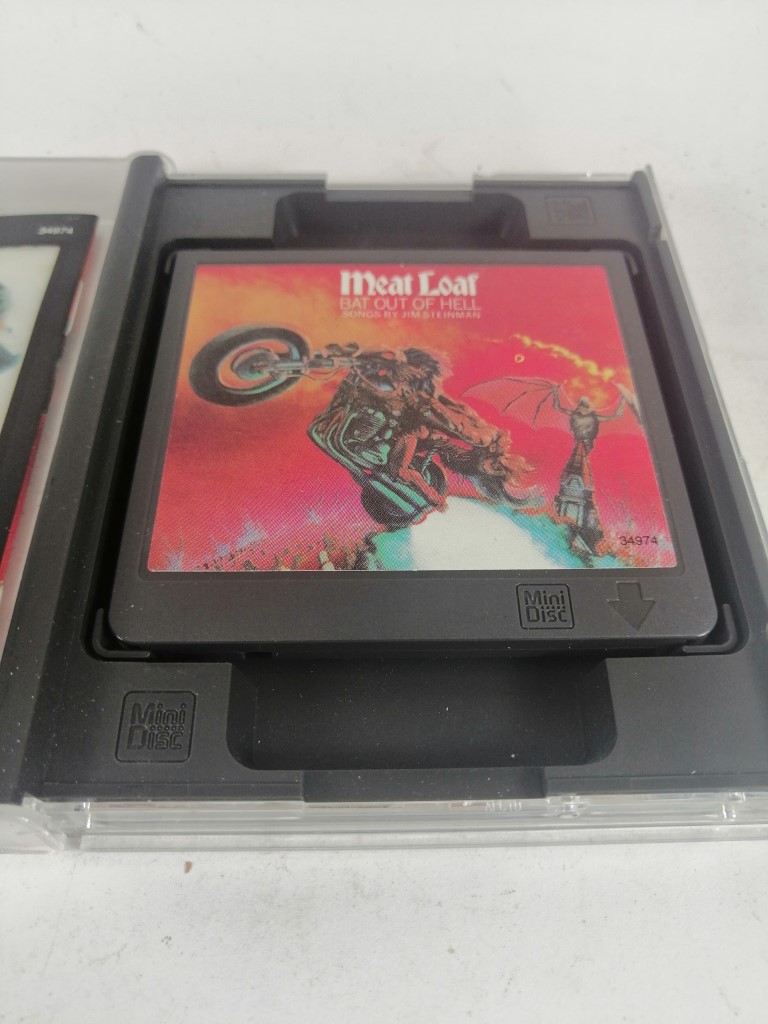 34974
Meat Loaf
BAT OUT OF HELL
SONGS BY JIM STEINMAN
34974
Mini
Disc
Mini
Disc